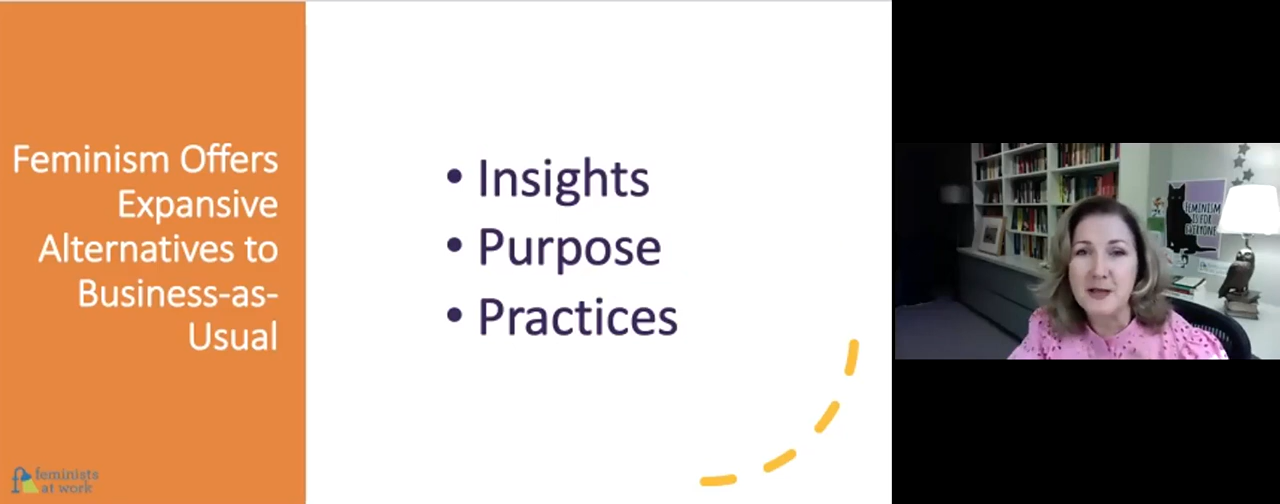 Feminism Offers
Expansive
Alternatives to
Business-as-
Usual
• Insights
• Purpose
• Practices
feminists
at work
FEMINISM
IS FOR
EVERYONE